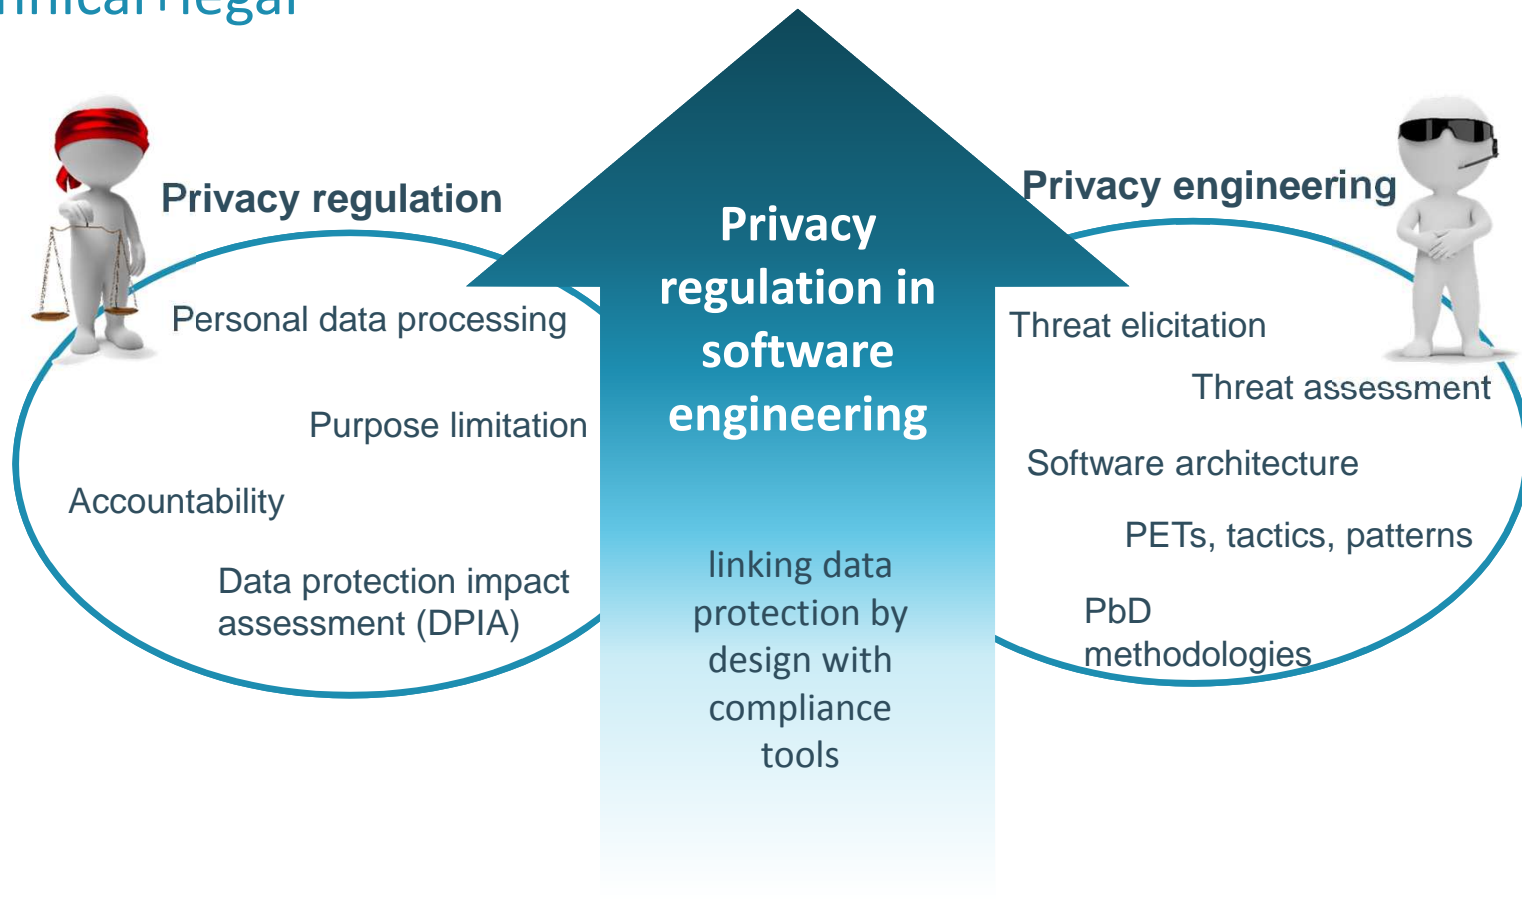 Privacy regulation
Personal data processing
Purpose limitation
Accountability
Data protection impact
assessment (DPIA)
Privacy
regulation in
software
engineering
linking data
protection by
design with
compliance
tools
Privacy engineering
Threat elicitation
Threat assessment
Software architecture
PETs, tactics, patterns
PbD
methodologies